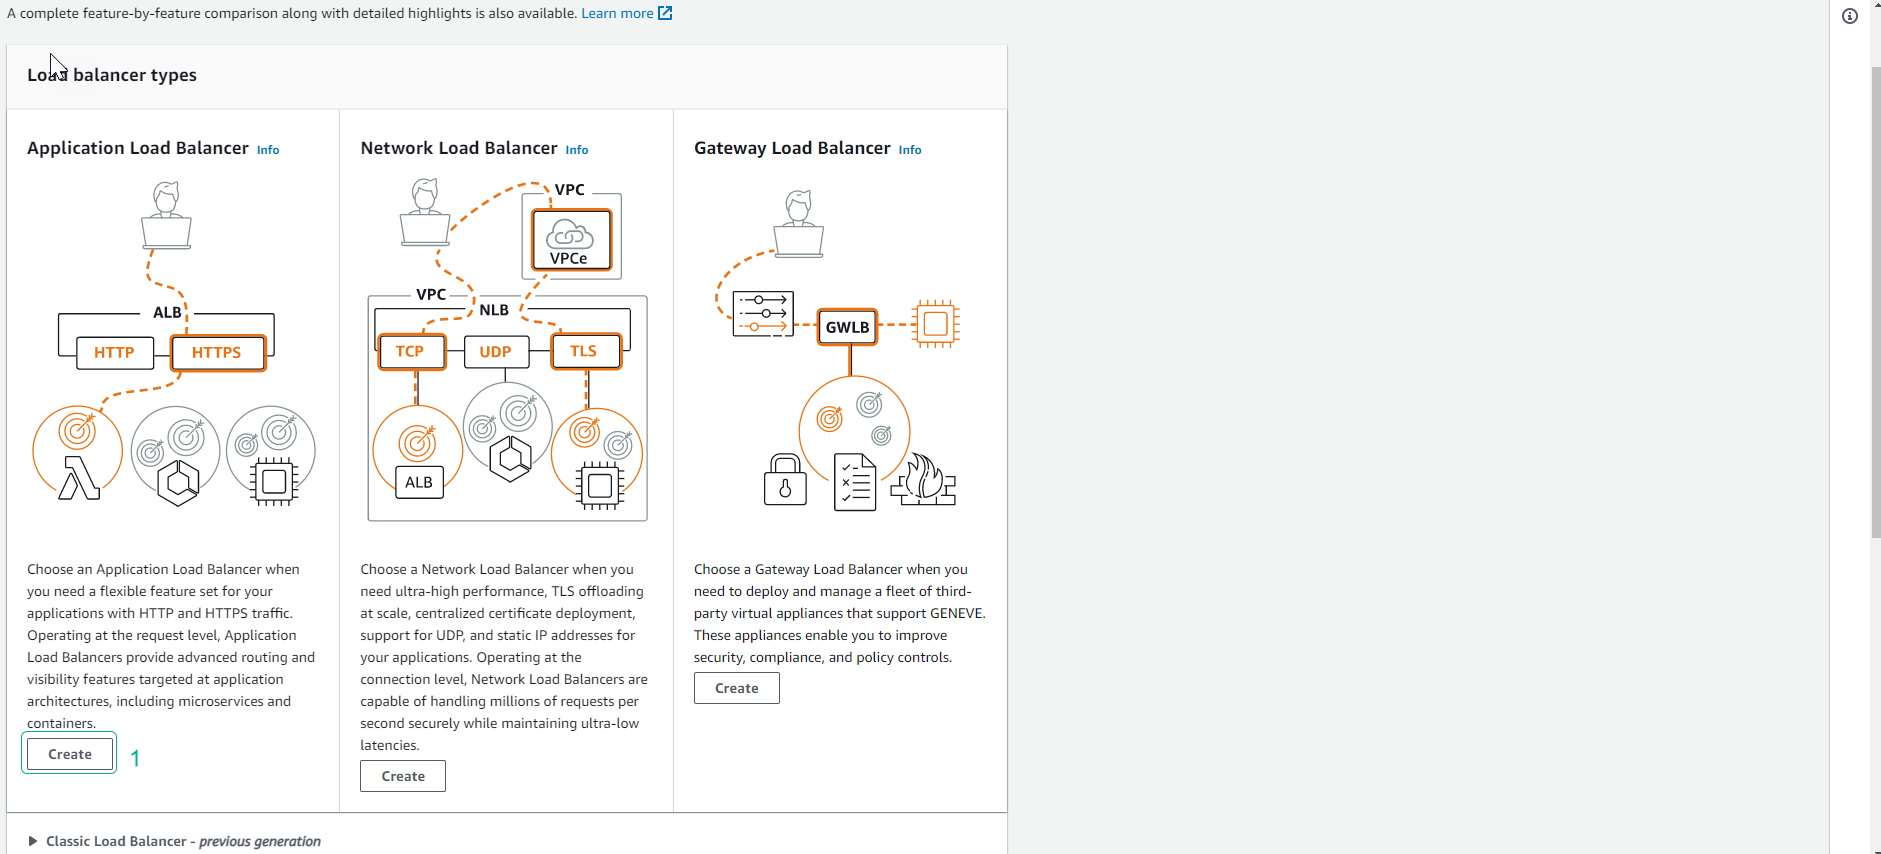 A complete feature-by-feature comparison along with detailed highlights is also available. Learn more
Load balancer types
Application Load Balancer Info
ALB
HTTP
HTTPS
Choose an Application Load Balancer when
you need a flexible feature set for your
applications with HTTP and HTTPS traffic.
Operating at the request level, Application
Load Balancers provide advanced routing and
visibility features targeted at application
architectures, including microservices and
containers.
Create
1
Network Load Balancer Info
VPC
VPCe
VPC
NLB
TCP
UDP
TLS
ALB
Choose a Network Load Balancer when you
need ultra-high performance, TLS offloading
at scale, centralized certificate deployment,
support for UDP, and static IP addresses for
your applications. Operating at the
connection level, Network Load Balancers are
capable of handling millions of requests per
second securely while maintaining ultra-low
latencies.
Create
Gateway Load Balancer Info
GWLB
Choose a Gateway Load Balancer when you
need to deploy and manage a fleet of third-
party virtual appliances that support GENEVE.
These appliances enable you to improve
security, compliance, and policy controls.
Create
Classic Load Balancer - previous generation